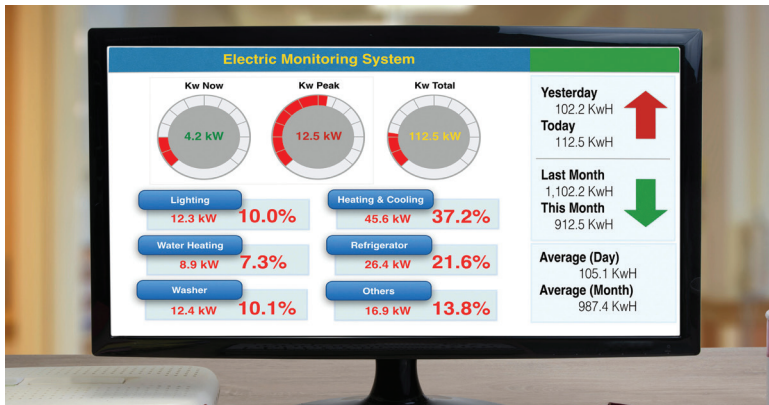 Electric Monitoring System
Kw Now
4.2 kW
Kw Peak
12.5 kW
Kw Total
112.5 kW
Lighting
12.3 kW 10.0%
Heating & Cooling
45.6 kW 37.2%
Water Heating
8.9 kW 7.3%
Refrigerator
26.4 kW 21.6%
Washer
12.4 kW 10.1%
Others
16.9 kW 13.8%
Yesterday
102.2 KwH
Today
112.5 KwH
Last Month
1,102.2 KwH
This Month
912.5 KwH
Average (Day)
105.1 KwH
Average (Month)
987.4 KwH